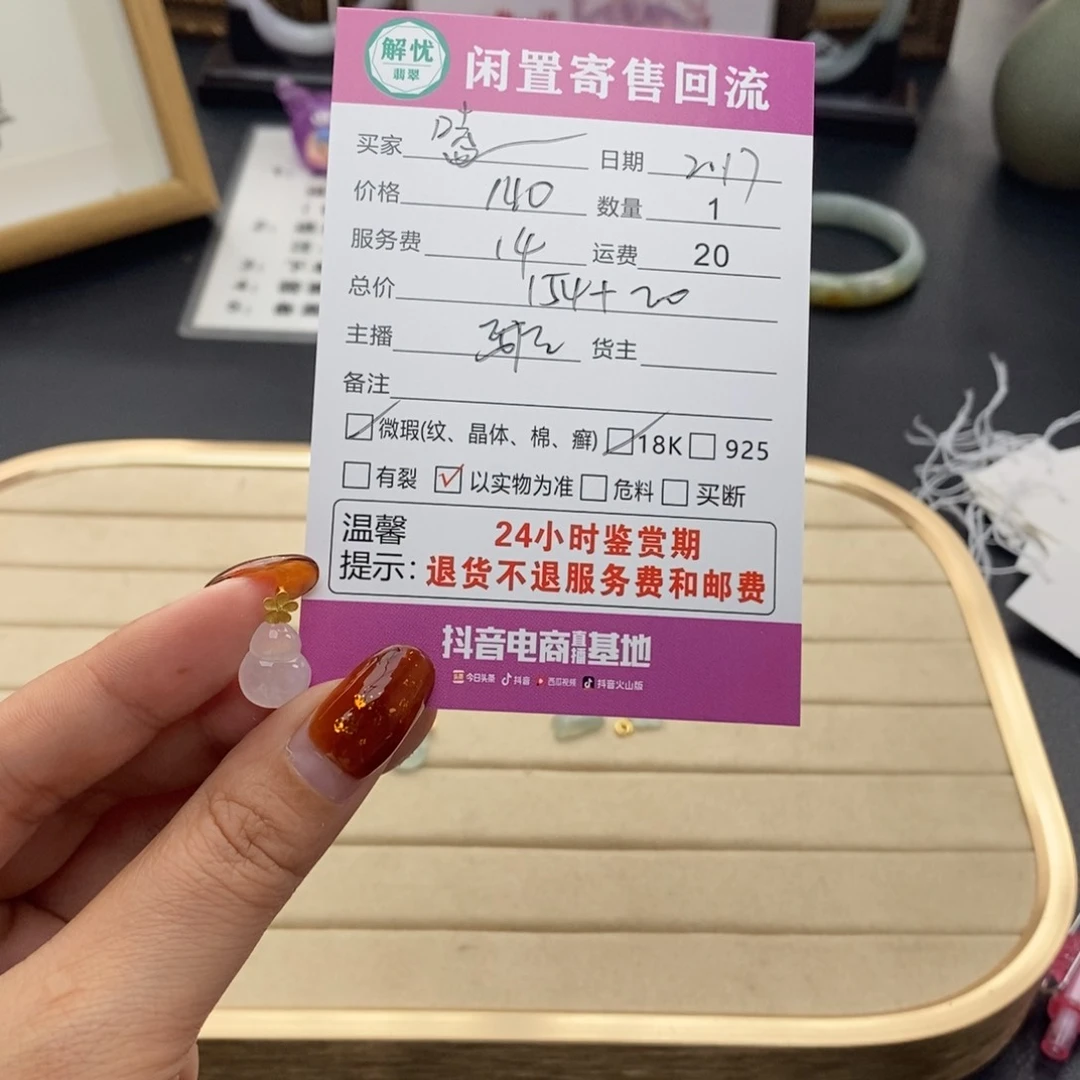 解忧
翡翠
闲置寄售回流
买家 日期 2.17
价格 140 数量 1
服务费 14 运费 20
总价 154+20
主播 货主
备注
微瑕(纹、晶体、棉、癣) 18K 925
有裂 以实物为准 危料 买断
温馨提示: 24小时鉴赏期
退货不退服务费和邮费
抖音电商直播基地
头条 今日头条 抖音 西瓜视频 抖音火山版